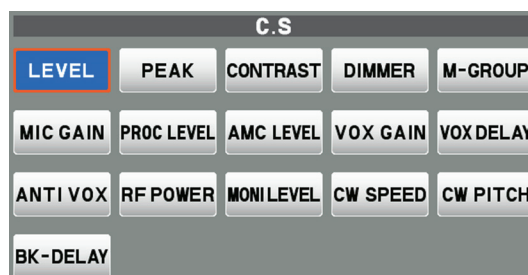 C.S
LEVEL PEAK CONTRAST DIMMER M-GROUP
MIC GAIN PROC LEVEL AMC LEVEL VOX GAIN VOX DELAY
ANTI VOX RF POWER MONI LEVEL CW SPEED CW PITCH
BK-DELAY